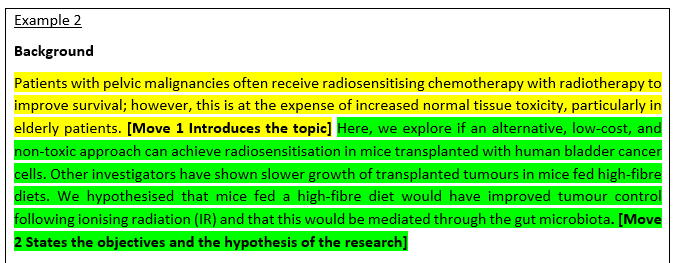 Example 2
Background
Patients with pelvic malignancies often receive radiosensitising chemotherapy with radiotherapy to
improve survival; however, this is at the expense of increased normal tissue toxicity, particularly in
elderly patients. [Move 1 Introduces the topic] Here, we explore if an alternative, low-cost, and
non-toxic approach can achieve radiosensitisation in mice transplanted with human bladder cancer
cells. Other investigators have shown slower growth of transplanted tumours in mice fed high-fibre
diets. We hypothesised that mice fed a high-fibre diet would have improved tumour control
following ionising radiation (IR) and that this would be mediated through the gut microbiota. [Move
2 States the objectives and the hypothesis of the research]